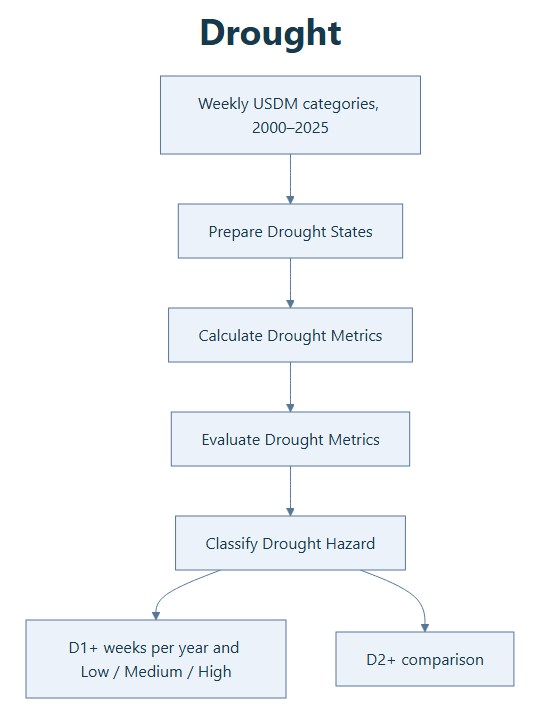 Drought
Weekly USDM categories,
2000–2025
Prepare Drought States
Calculate Drought Metrics
Evaluate Drought Metrics
Classify Drought Hazard
D1+ weeks per year and
Low / Medium / High
D2+ comparison